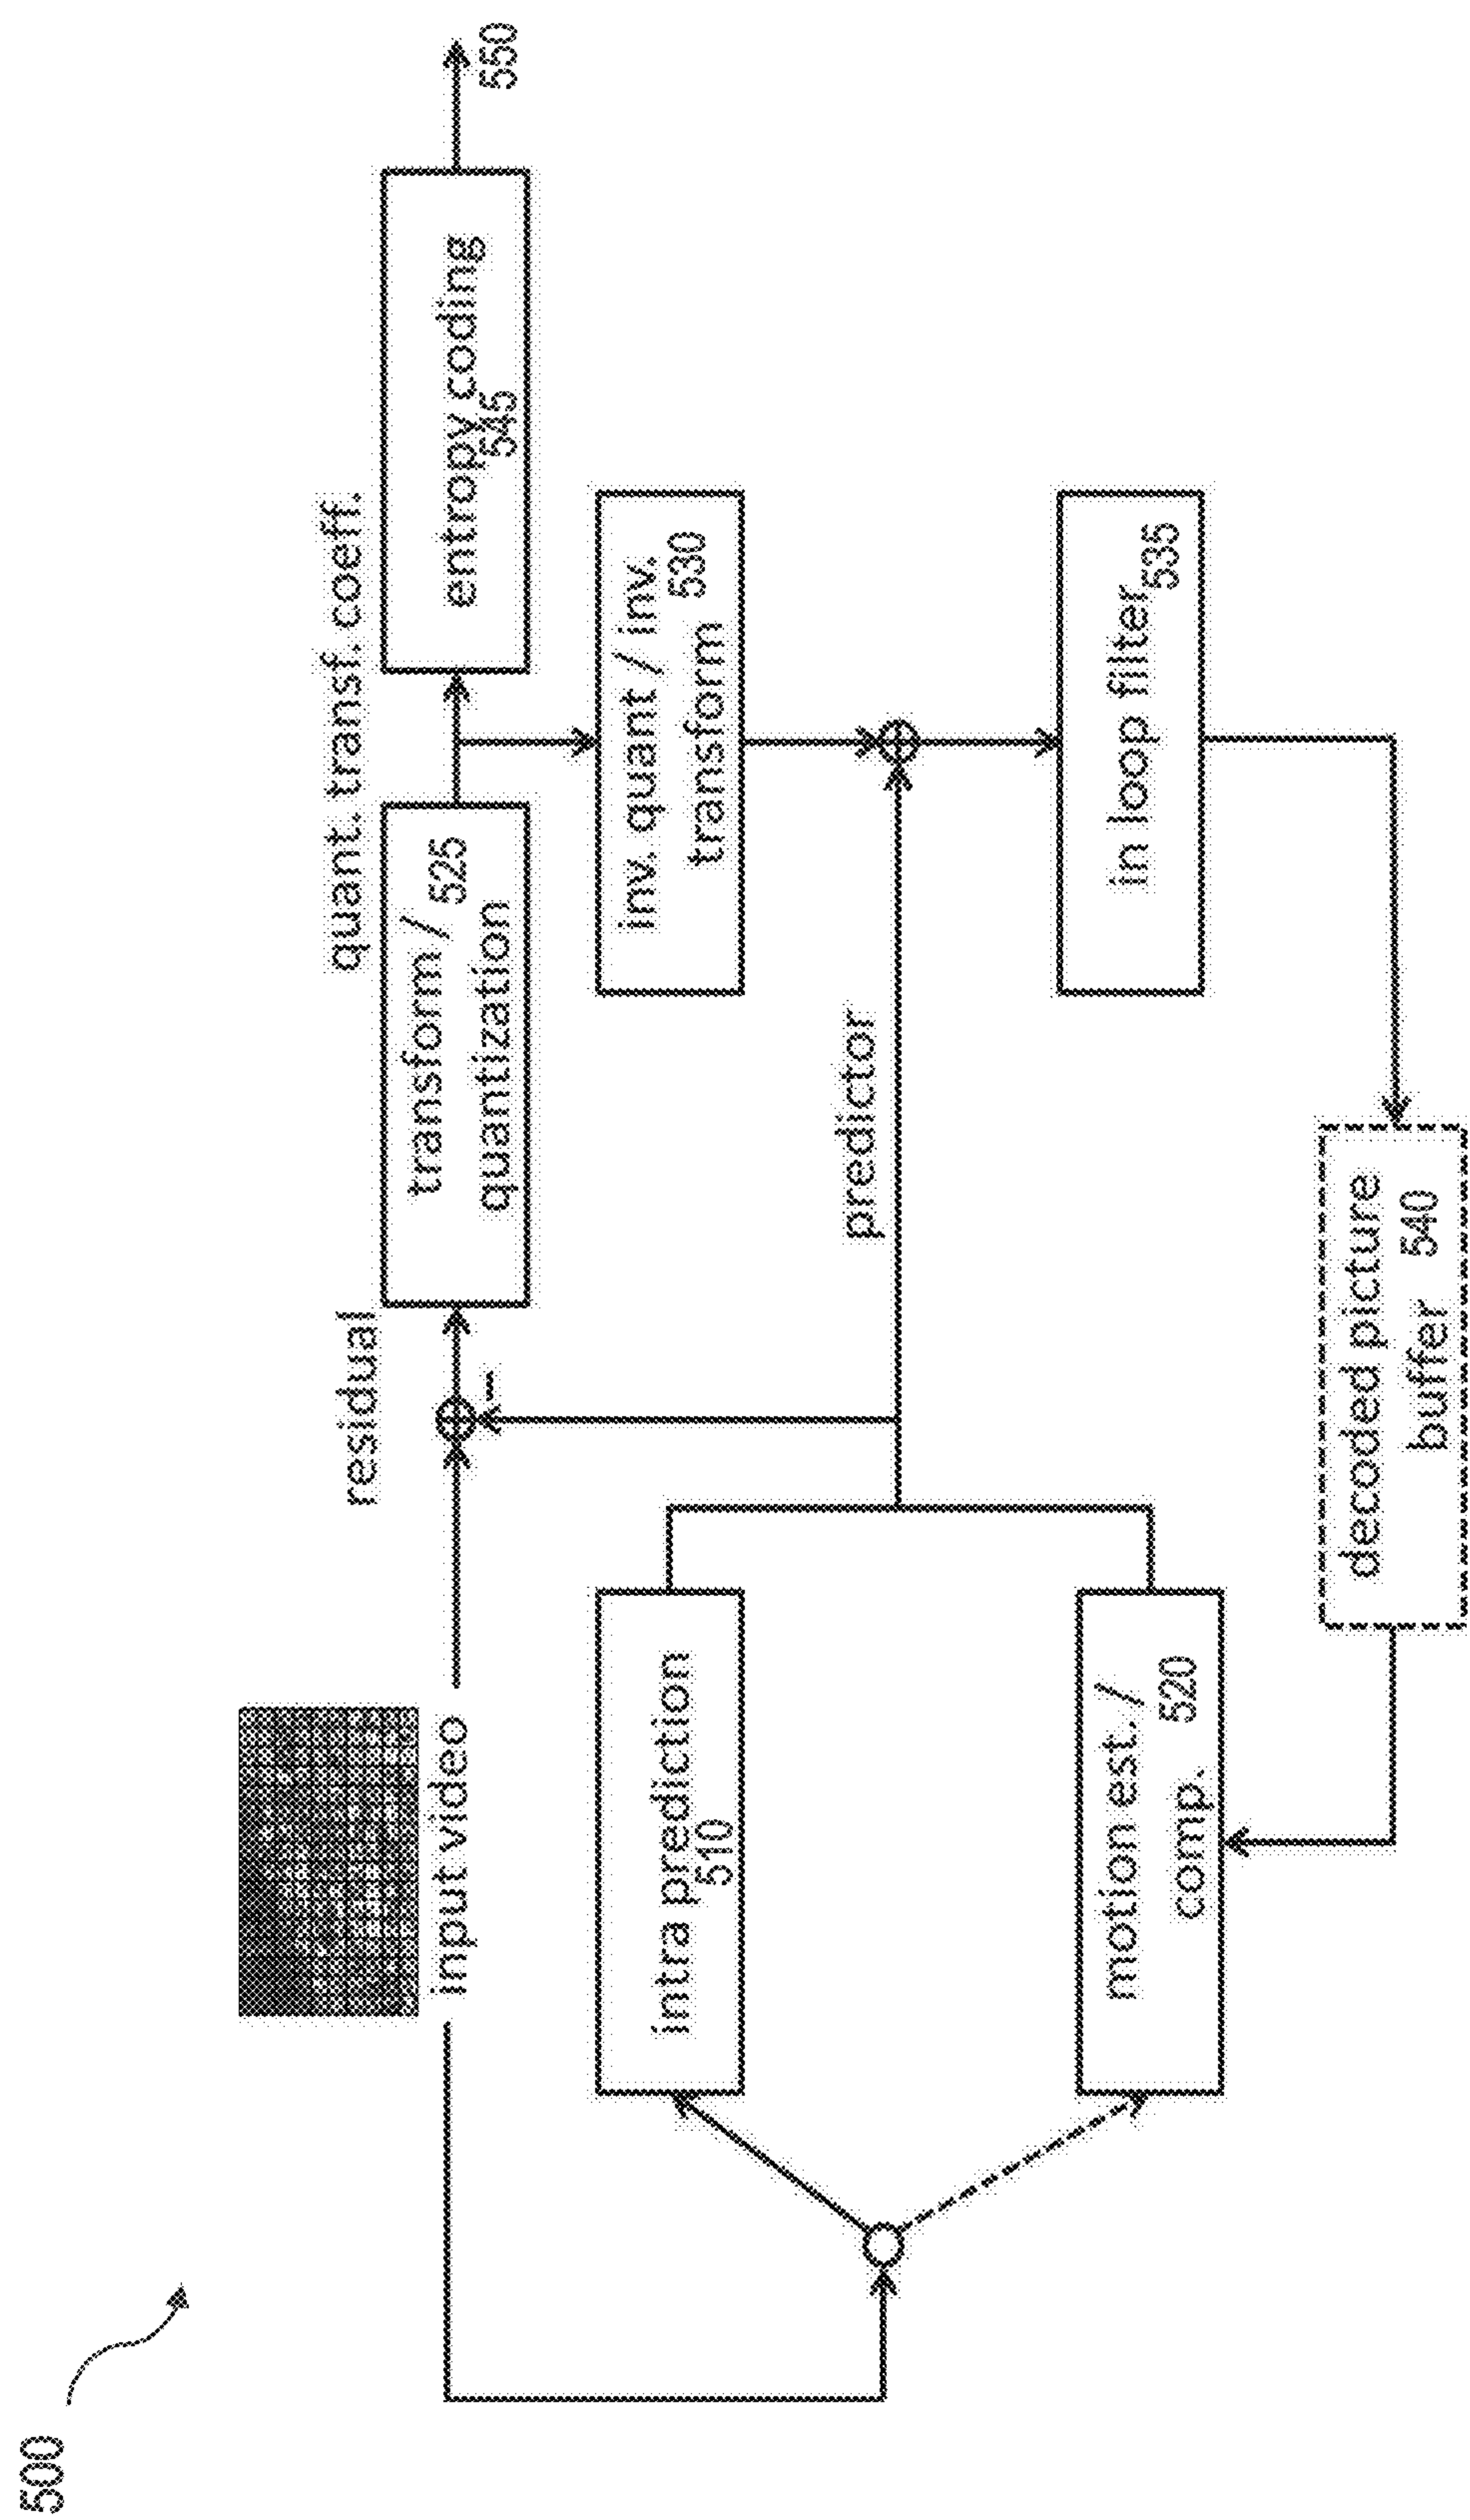 500
input video
residual
quant. transf. coeff.
transform /
525
quantization
entropy coding
545
550
inv. quant / inv.
530
transform
intra prediction
510
predictor
motion est. /
520
comp.
in loop filter
535
decoded picture
buffer 540